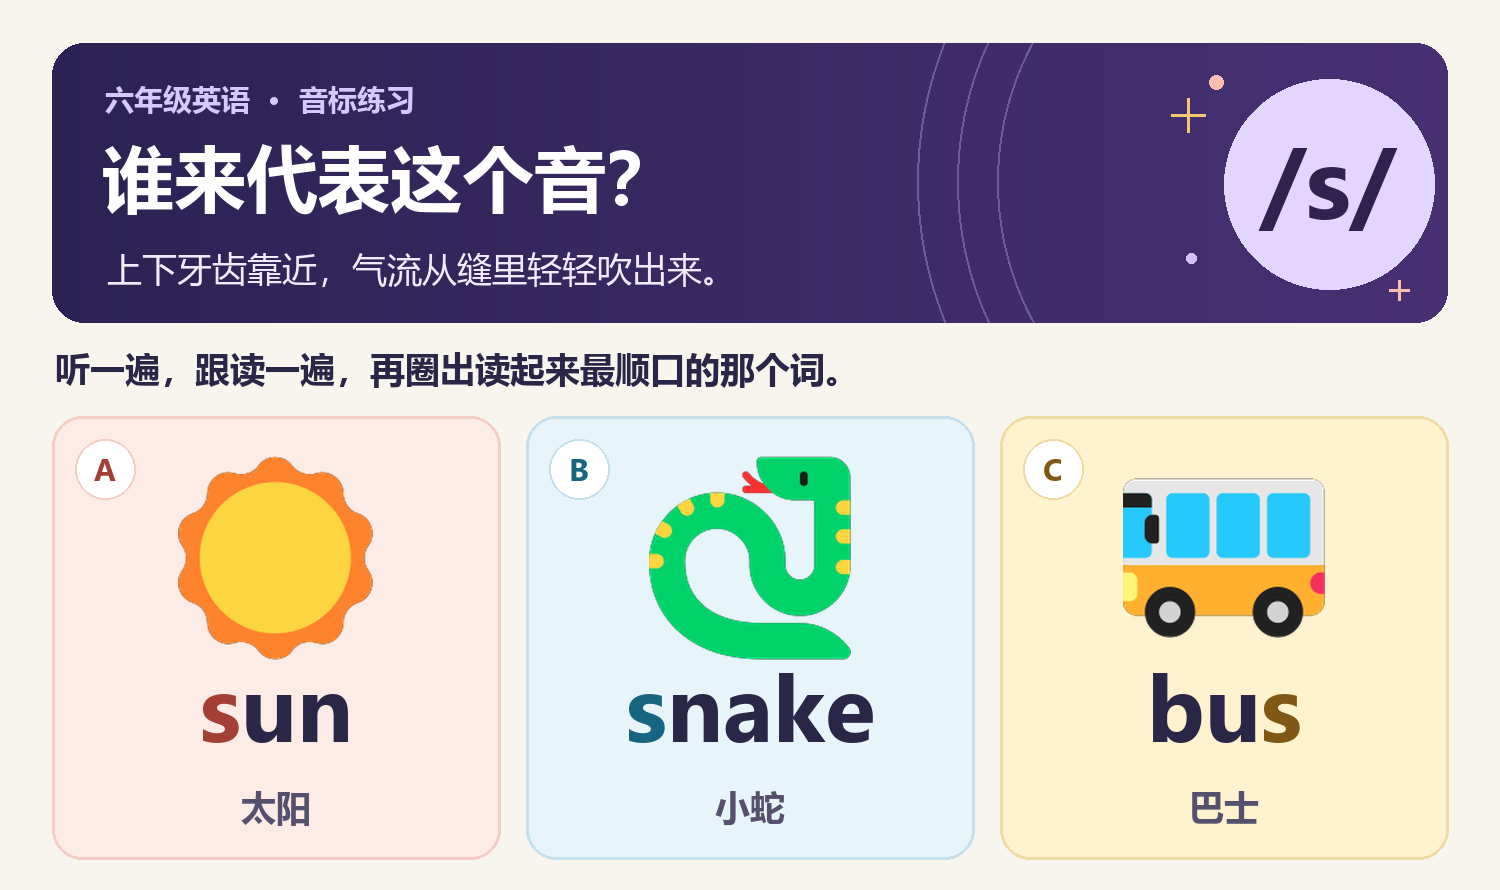 六年级英语 · 音标练习
谁来代表这个音？
/s/
上下牙齿靠近，气流从缝里轻轻吹出来。
听一遍，跟读一遍，再圈出读起来最顺口的那个词。
A
sun
太阳
B
snake
小蛇
C
bus
巴士